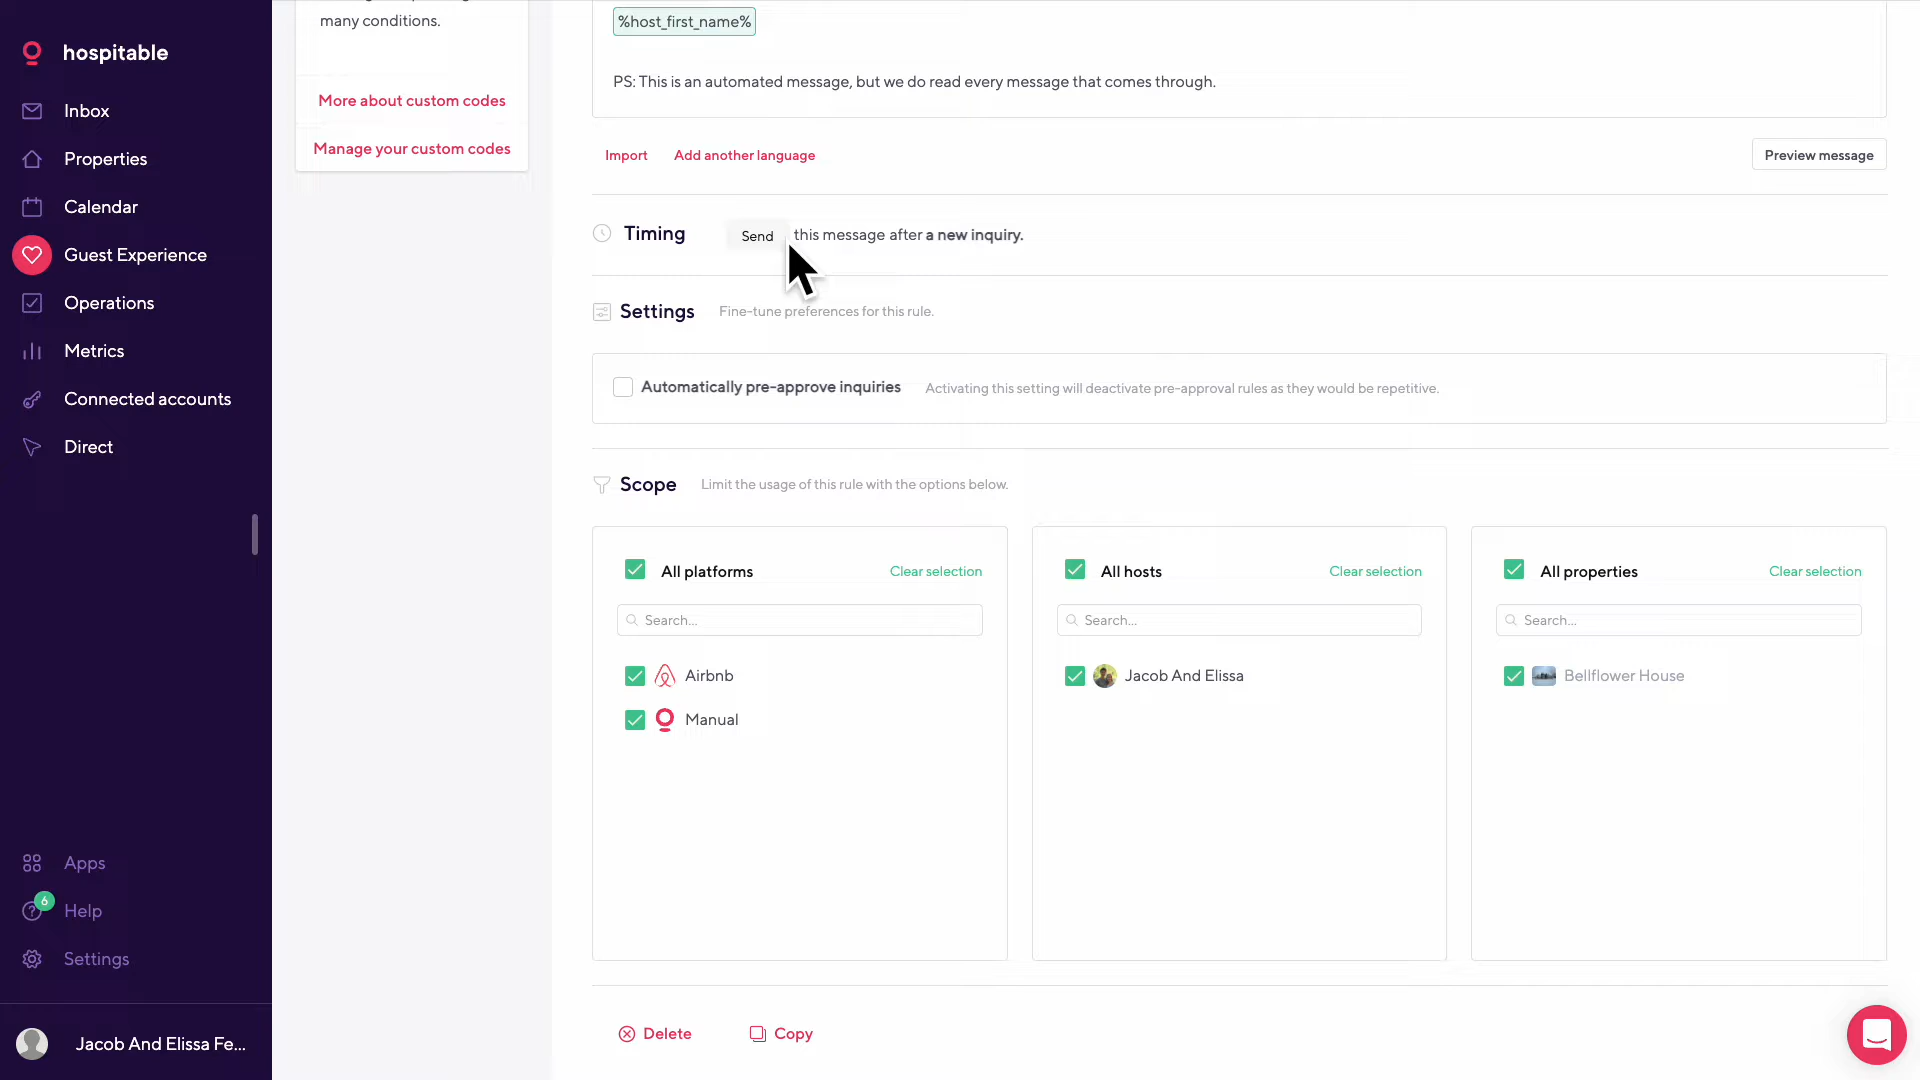 hospitable
Inbox
Properties
Calendar
Guest Experience
Operations
Metrics
Connected accounts
Direct
Apps
6
Help
Settings
Jacob And Elissa Fe...
many conditions.
More about custom codes
Manage your custom codes
%host_first_name%
PS: This is an automated message, but we do read every message that comes through.
Import
Add another language
Preview message
Timing
Send this message after a new inquiry.
Settings
Fine-tune preferences for this rule.
Automatically pre-approve inquiries
Activating this setting will deactivate pre-approval rules as they would be repetitive.
Scope
Limit the usage of this rule with the options below.
All platforms
Clear selection
Search...
Airbnb
Manual
All hosts
Clear selection
Search...
Jacob And Elissa
All properties
Clear selection
Search...
Bellflower House
Delete
Copy